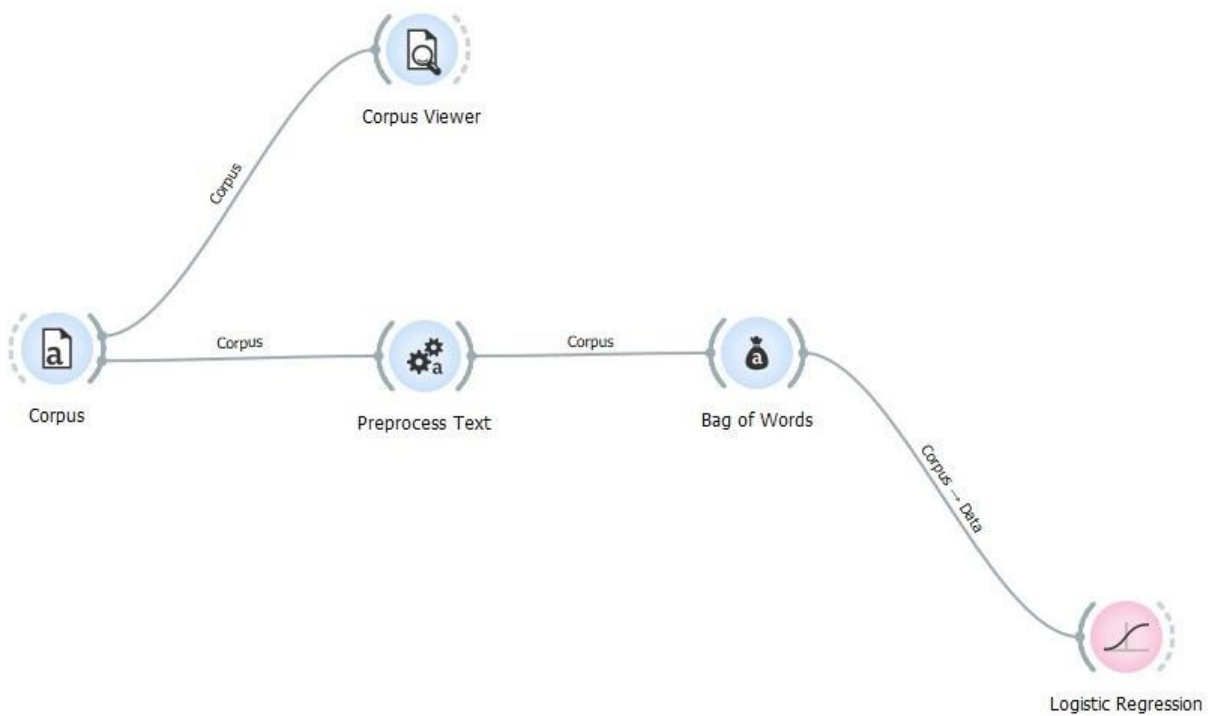 Corpus Viewer
Corpus
Corpus
Corpus
a
a
a
Corpus
Preprocess Text
Bag of Words
Corpus → Data
Logistic Regression